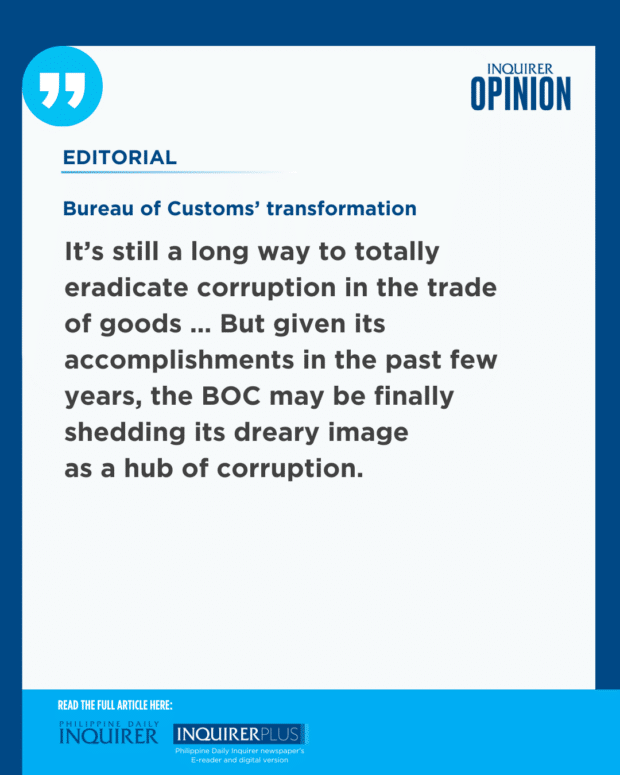 INQUIRER
OPINION
EDITORIAL
Bureau of Customs’ transformation
It’s still a long way to totally
eradicate corruption in the trade
of goods ... But given its
accomplishments in the past few
years, the BOC may be finally
shedding its dreary image
as a hub of corruption.
READ THE FULL ARTICLE HERE:
PHILIPPINE DAILY
INQUIRER
INQUIRERPLUS
Philippine Daily Inquirer newspaper's
E-reader and digital version